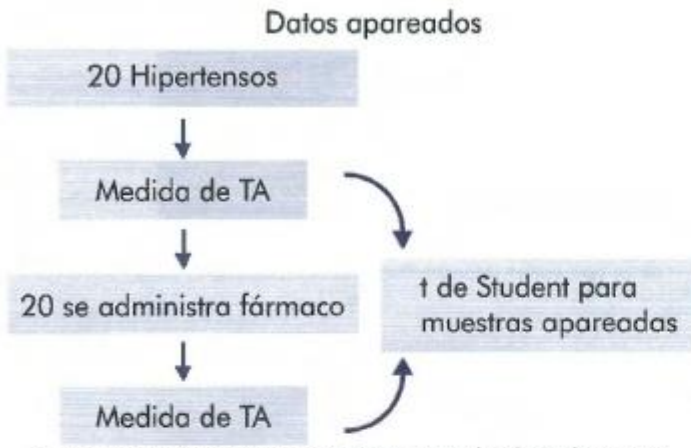 Datos apareados
20 Hipertensos
Medida de TA
20 se administra fármaco
t de Student para
muestras apareadas
Medida de TA